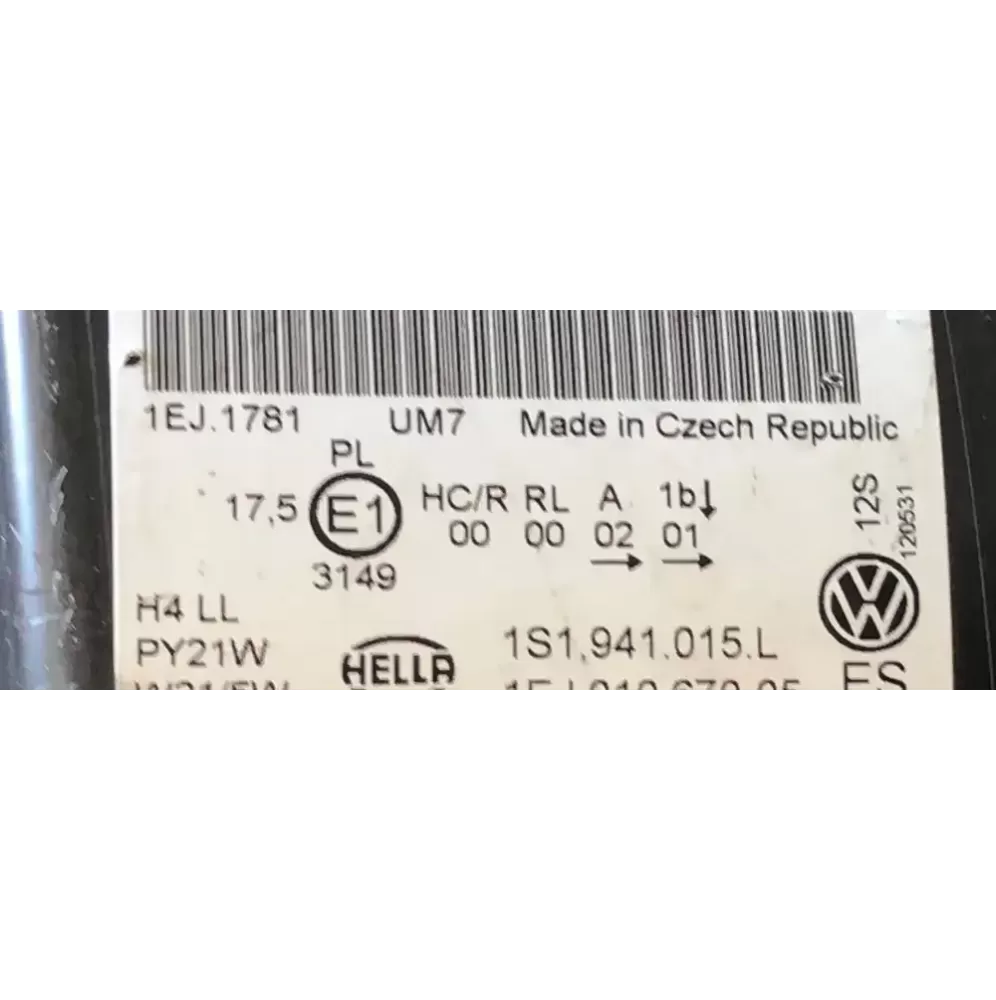 1EJ.1781 UM7 Made in Czech Republic
PL
17,5 E1 HC/R RL A 1b↓
00 00 02 01
→ →
3149
12S
120531
H4 LL
PY21W
HELLA
1S1.941.015.L
ES